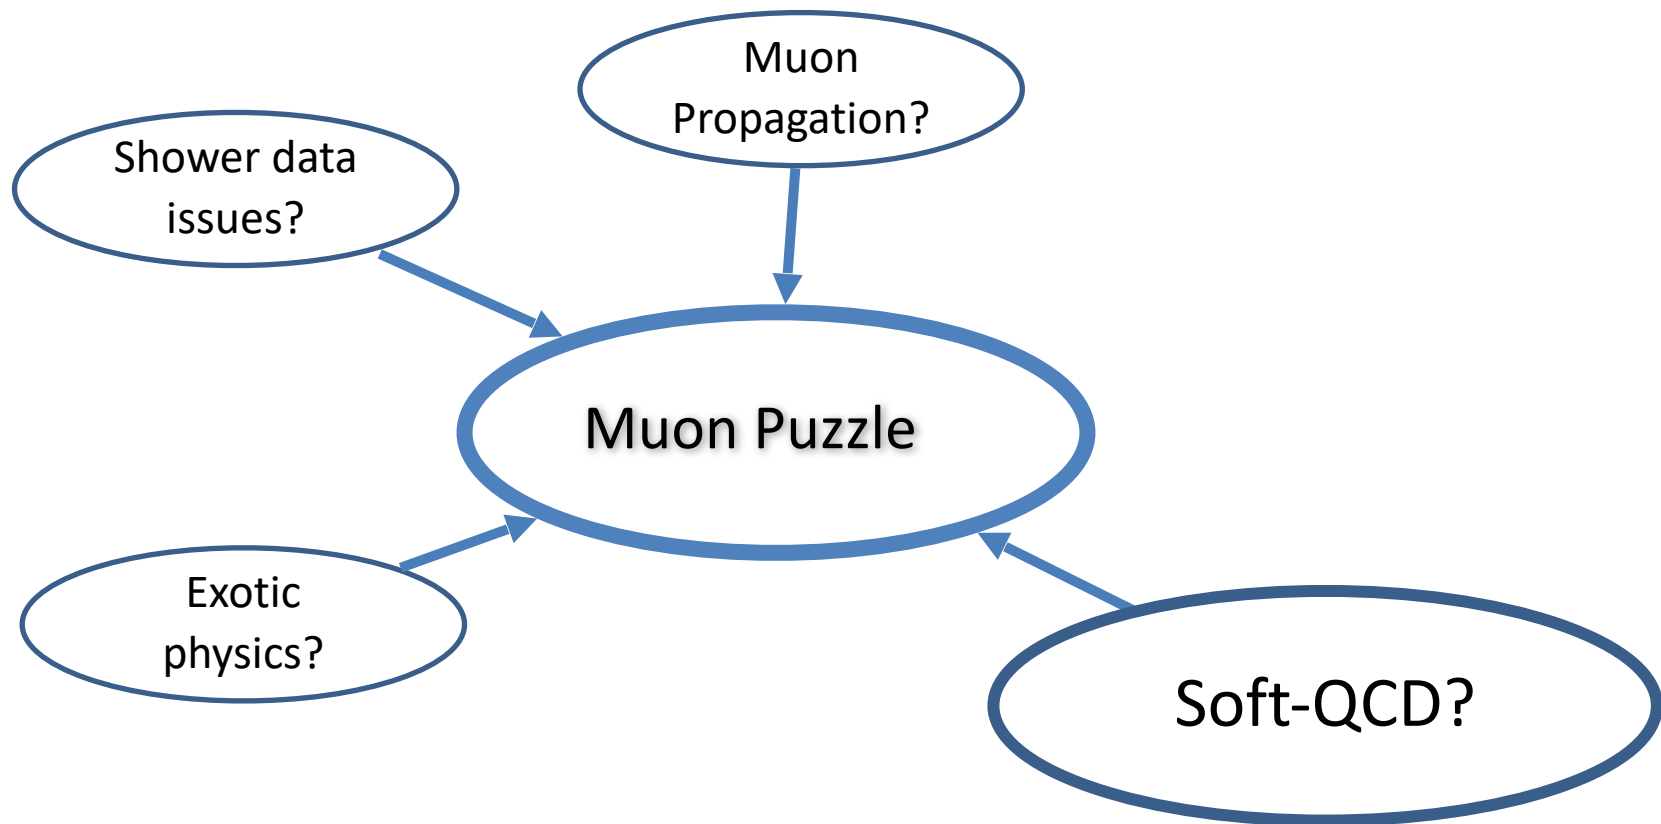 Muon
Propagation?
Shower data
issues?
Muon Puzzle
Exotic
physics?
Soft-QCD?